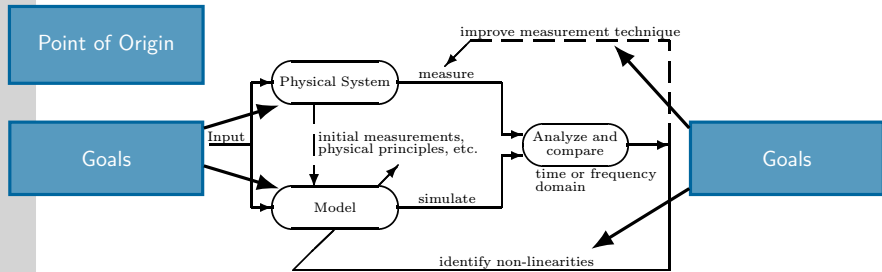 Point of Origin
improve measurement technique
Physical System
measure
Input
initial measurements,
physical principles, etc.
Analyze and
compare
Goals
Goals
time or frequency
domain
Model
simulate
identify non-linearities